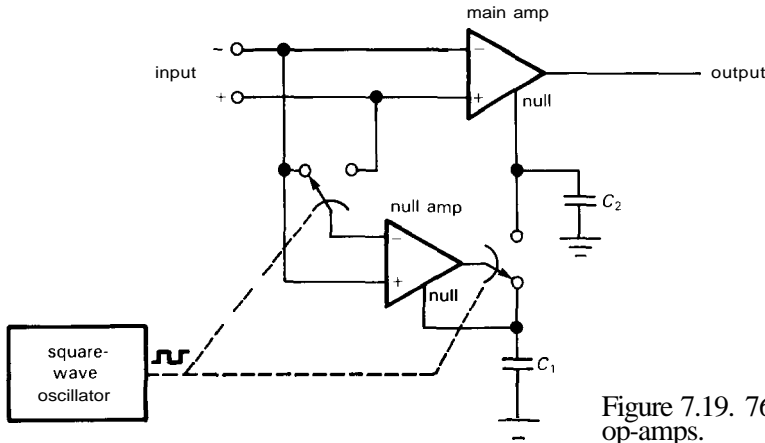 main amp
−
input
+
−
+
null
output
null amp
C2
−
+
null
square-
wave
oscillator
C1
Figure 7.19. 76
op-amps.